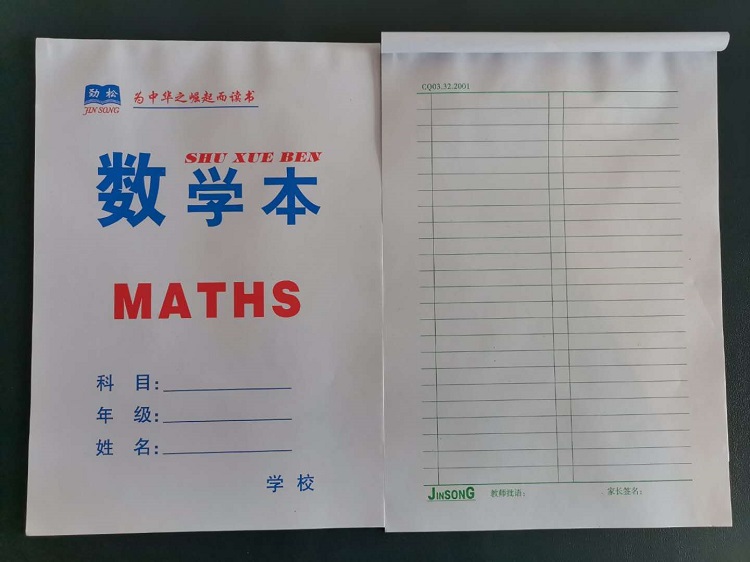 劲松
JIN SONG
为中华之崛起而读书
SHU XUE BEN
数学本
MATHS
科 目:
年 级:
姓 名:
学 校
CQ03.32.2001
JINSONG 教师批语: 家长签名: